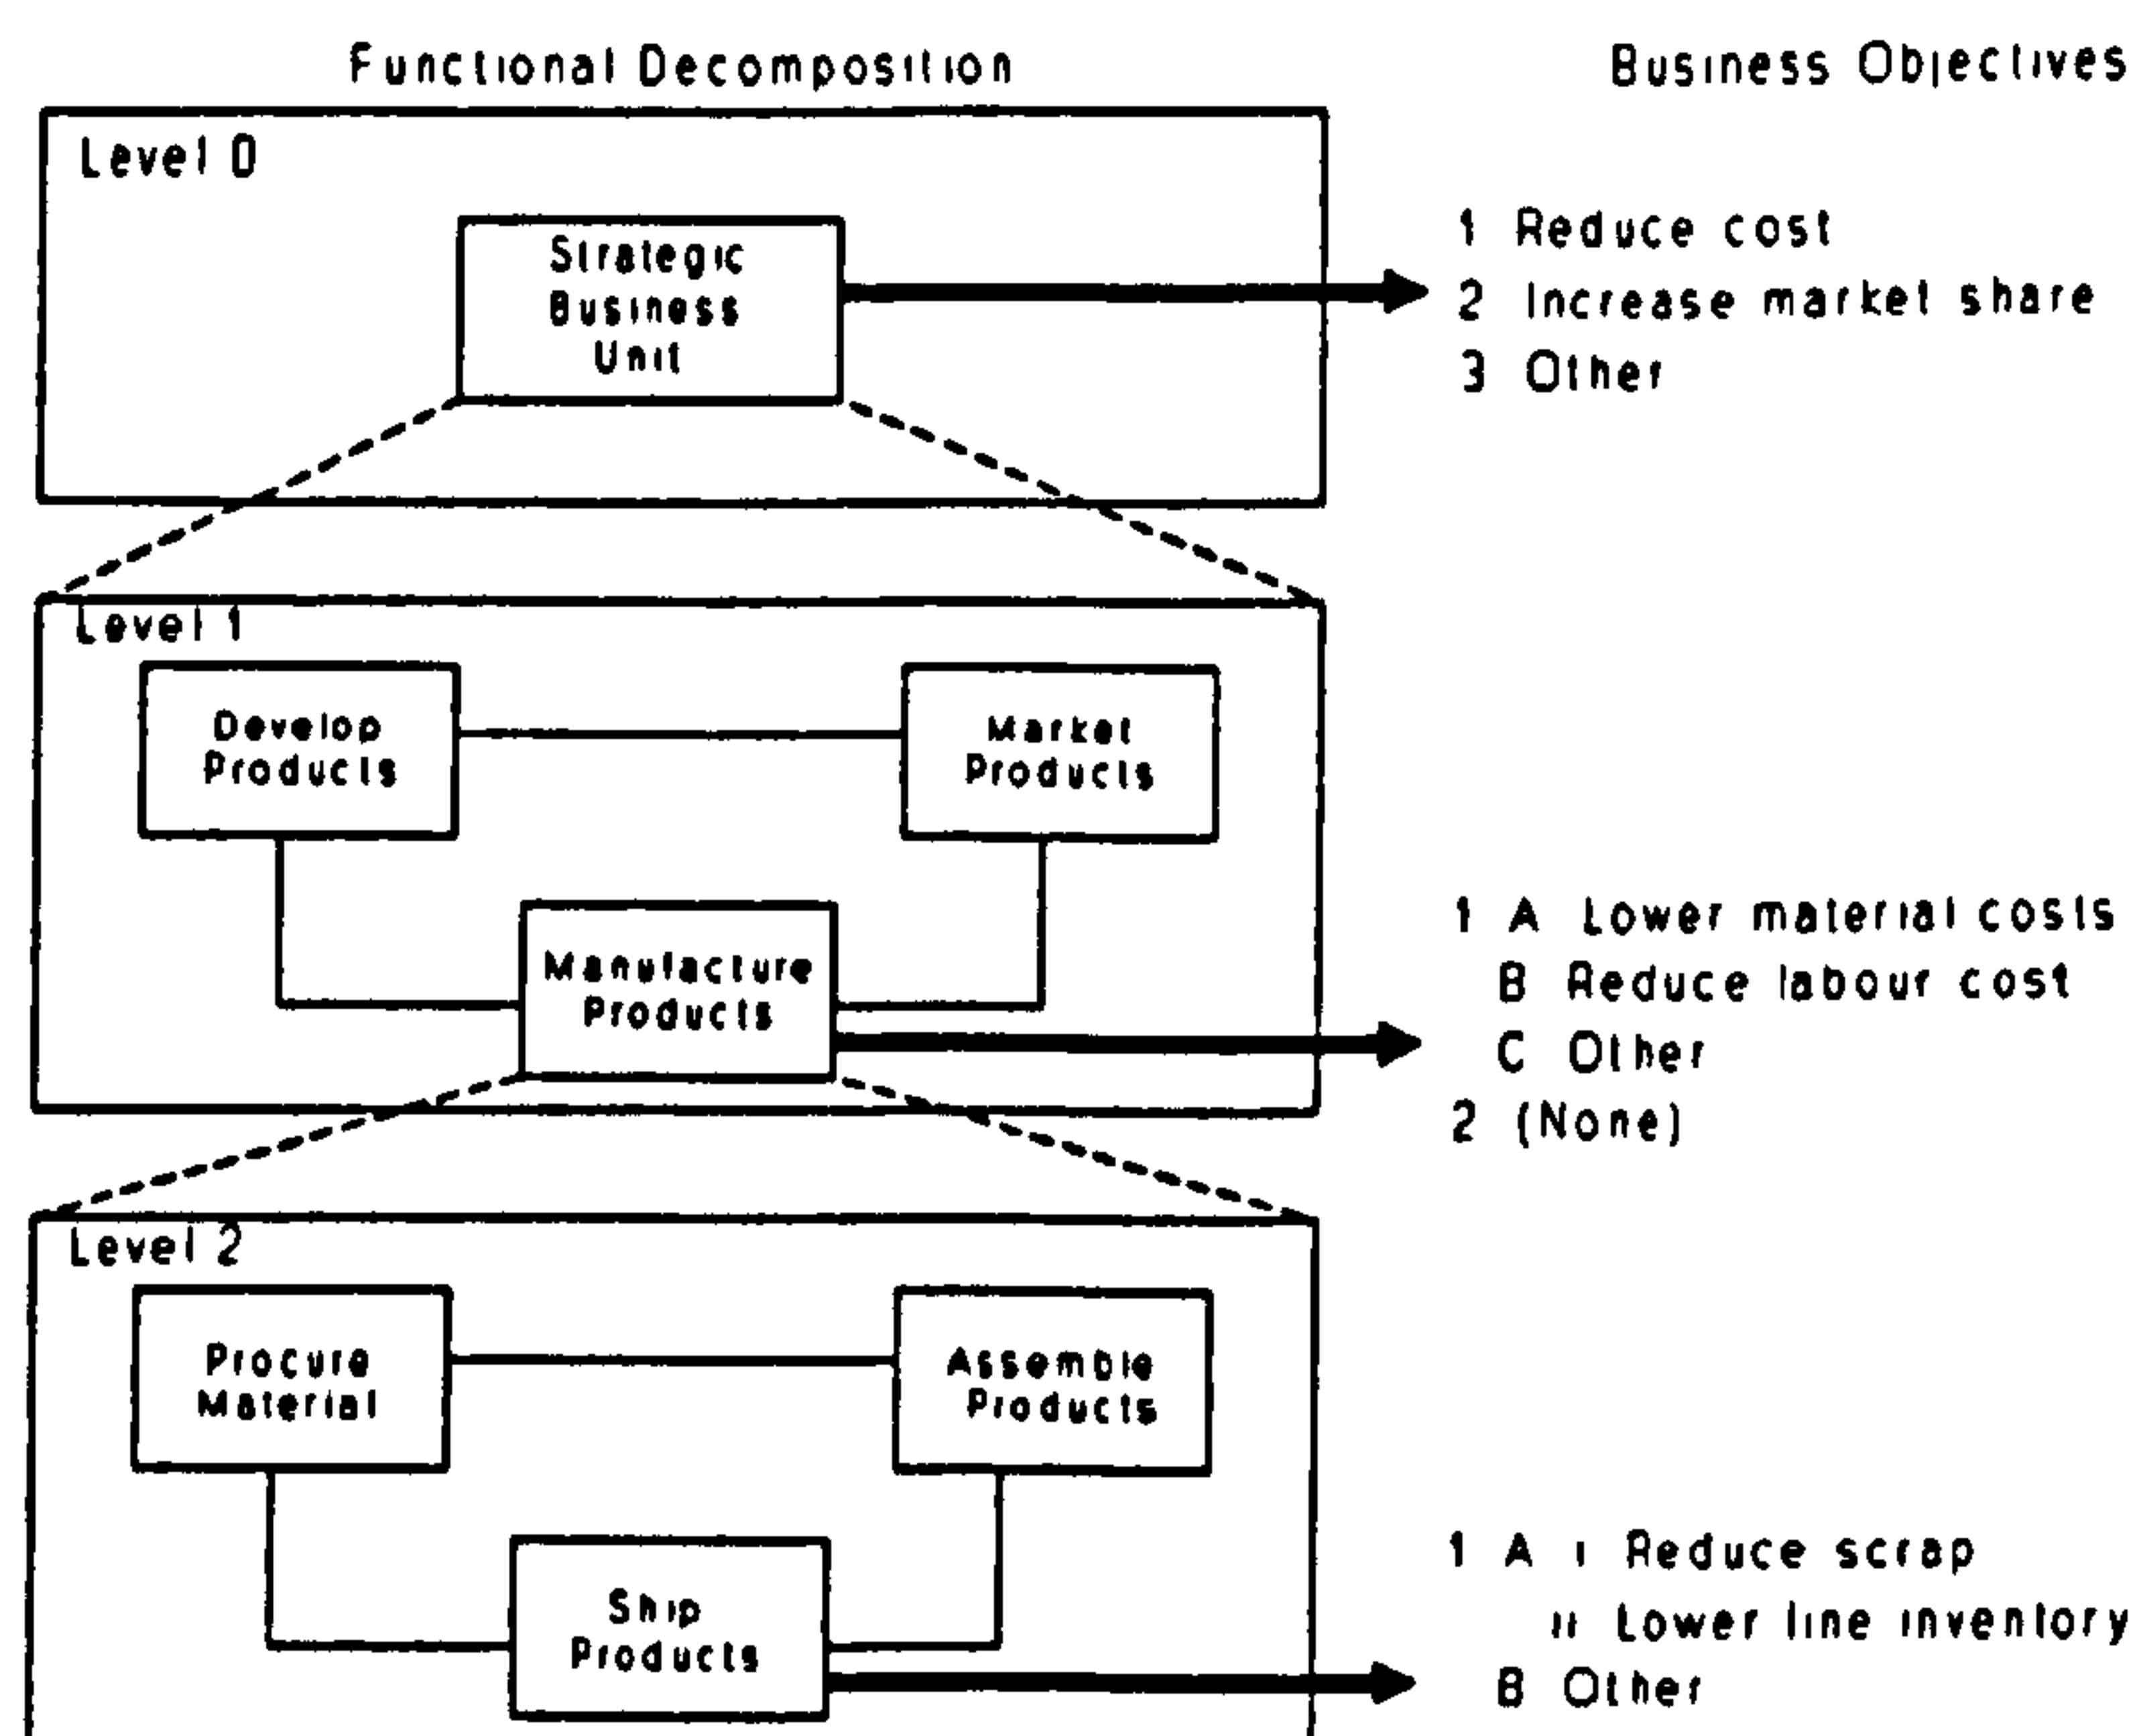 Functional Decomposition
Business Objectives
Level 0
Strategic
Business
Unit
1 Reduce cost
2 Increase market share
3 Other
Level 1
Develop
Products
Market
Products
Manufacture
Products
1 A Lower material costs
B Reduce labour cost
C Other
2 (None)
Level 2
Procure
Material
Assemble
Products
Ship
Products
1 A i Reduce scrap
ii Lower line inventory
B Other